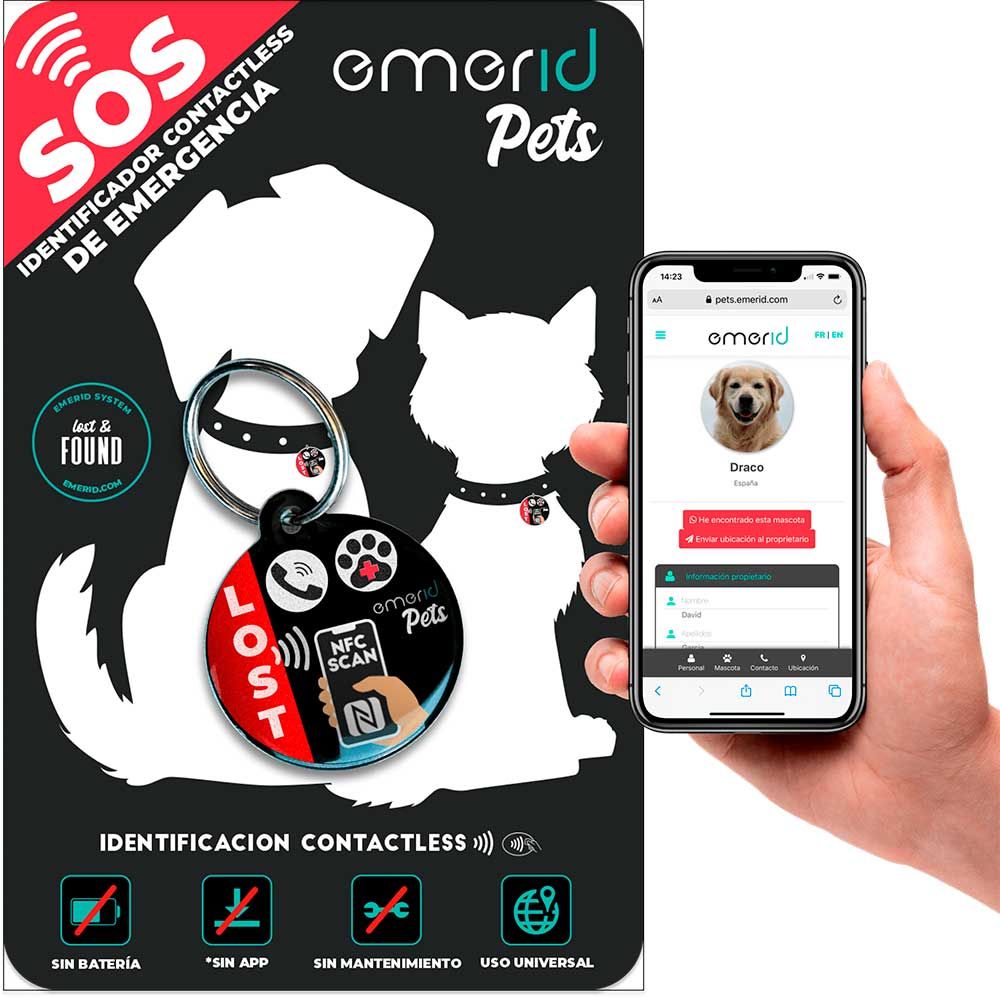 SOS
IDENTIFICADOR CONTACTLESS
DE EMERGENCIA
emerid
Pets
EMERID SYSTEM
lost &
FOUND
EMERID.COM
LOST
emerid
Pets
NFC
SCAN
IDENTIFICACION CONTACTLESS
SIN BATERÍA
*SIN APP
SIN MANTENIMIENTO
USO UNIVERSAL
14:23
AA
pets.emerid.com
emerid
FR | EN
Draco
España
He encontrado esta mascota
Enviar ubicación al propietario
Información propietario
Nombre
David
Apellidos
García
Personal
Mascota
Contacto
Ubicación